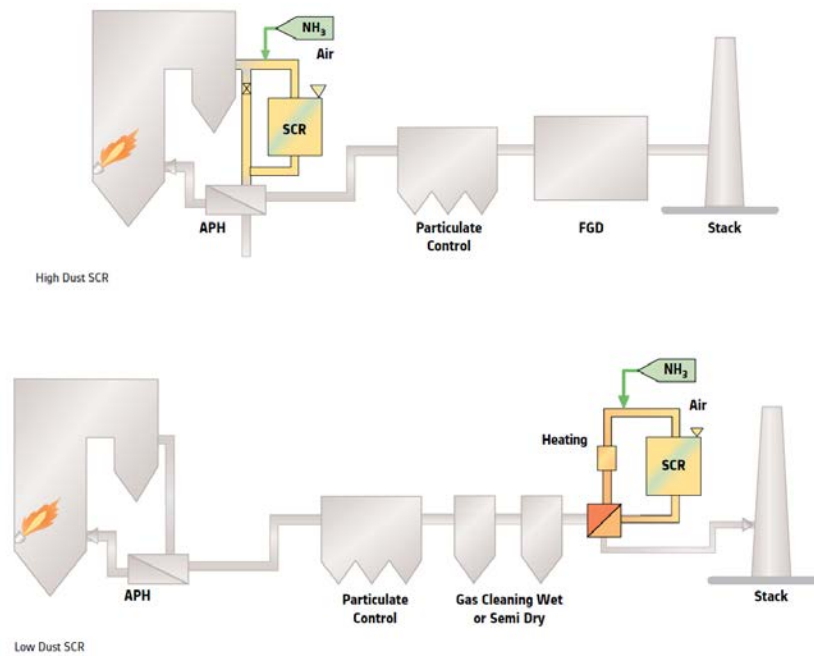 NH3
Air
SCR
APH
Particulate
Control
FGD
Stack
High Dust SCR
NH3
Air
Heating
SCR
APH
Particulate
Control
Gas Cleaning Wet
or Semi Dry
Stack
Low Dust SCR